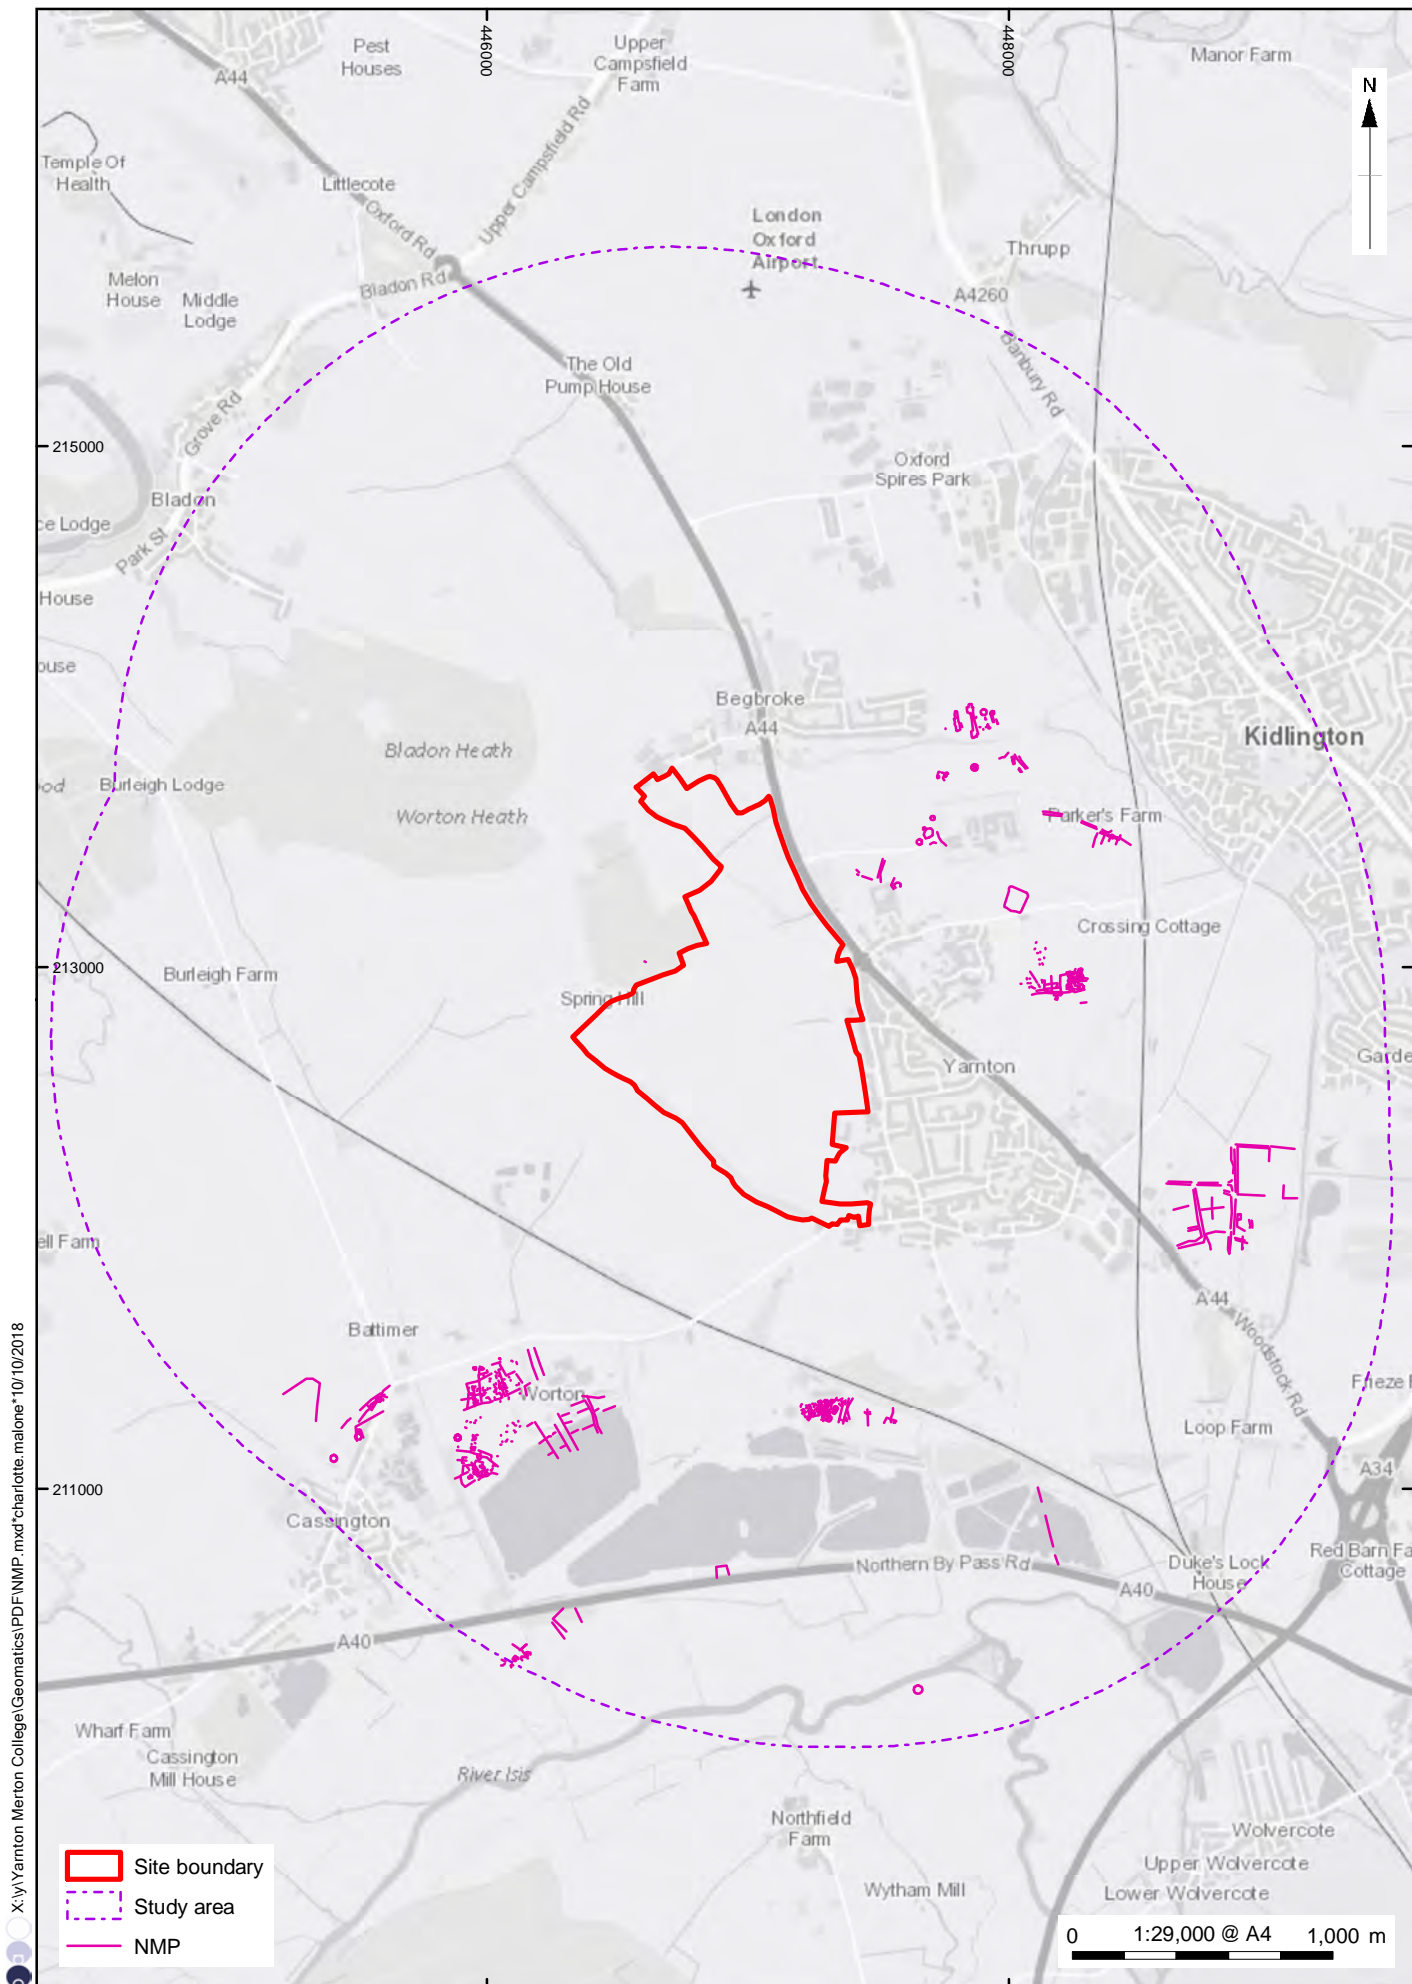 446000
448000
Pest
Houses
Upper
Campsfield
Farm
Manor Farm
A44
N
Upper Campsfield Rd
Temple Of
Health
Littlecote
Oxford Rd
London
Oxford
Airport
Thrupp
Melon
House
Middle
Lodge
Bladon Rd
A4260
Banbury Rd
The Old
Pump House
Grove Rd
215000
Oxford
Spires Park
Bladon
ce Lodge
Park St
House
ouse
Begbroke
A44
Kidlington
Bladon Heath
ood
Burleigh Lodge
Worton Heath
Parker's Farm
Crossing Cottage
213000
Burleigh Farm
Spring Hill
Yarnton
Garde
ell Farm
A44
Woodstock Rd
Battimer
Worton
Frieze F
Loop Farm
A34
211000
Cassington
Northern By Pass Rd
Duke's Lock
House
Red Barn Fa
Cottage
A40
A40
Wharf Farm
Cassington
Mill House
River Isis
Northfield
Farm
Wolvercote
Upper Wolvercote
Lower Wolvercote
Wytham Mill
Site boundary
Study area
NMP
0 1:29,000 @ A4 1,000 m
X:\y\Yarnton Merton College\Geomatics\PDF\NMP.mxd*charlotte.malone*10/10/2018